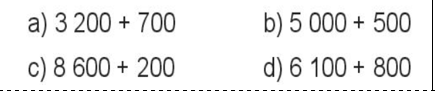 a) 3 200 + 700 b) 5 000 + 500
c) 8 600 + 200 d) 6 100 + 800